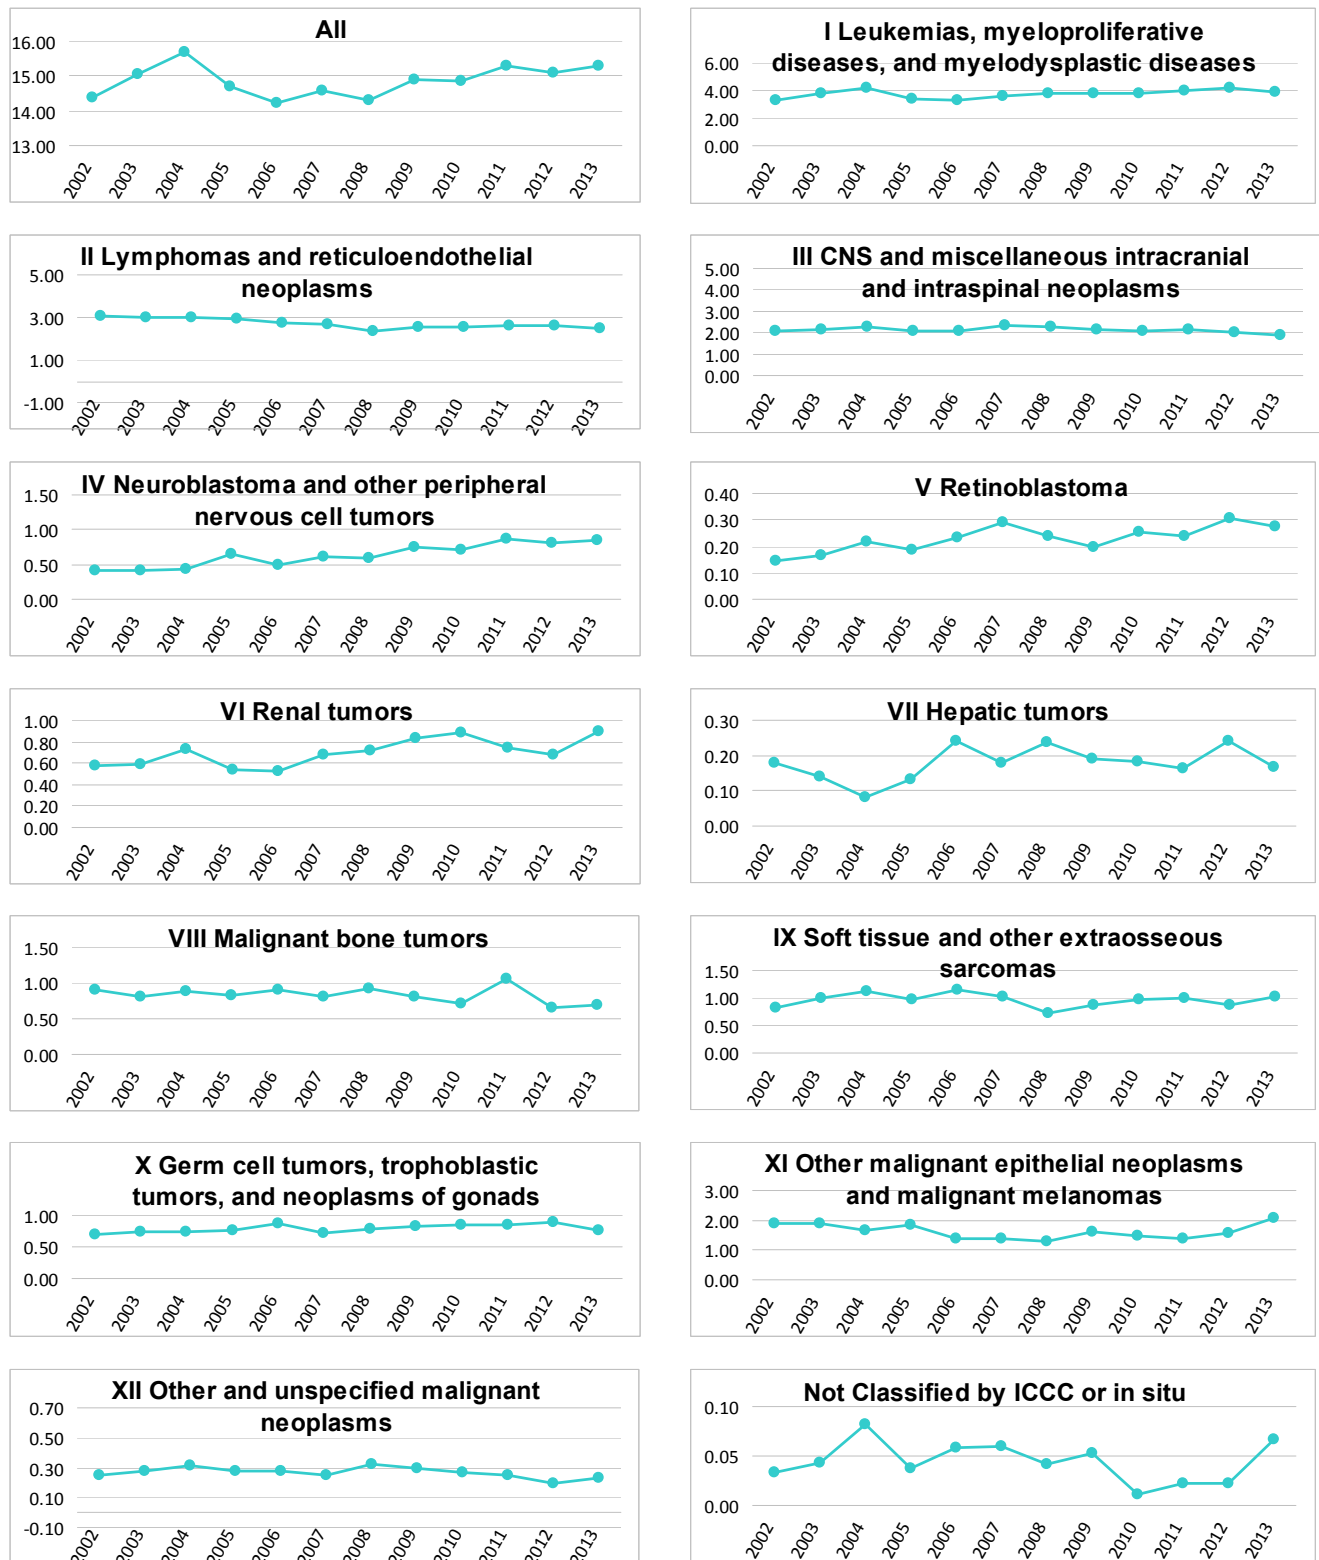 All
16.00
15.00
14.00
13.00
2002 2003 2004 2005 2006 2007 2008 2009 2010 2011 2012 2013
I Leukemias, myeloproliferative
diseases, and myelodysplastic diseases
6.00
4.00
2.00
0.00
2002 2003 2004 2005 2006 2007 2008 2009 2010 2011 2012 2013
II Lymphomas and reticuloendothelial
neoplasms
5.00
3.00
1.00
-1.00
2002 2003 2004 2005 2006 2007 2008 2009 2010 2011 2012 2013
III CNS and miscellaneous intracranial
and intraspinal neoplasms
5.00
4.00
3.00
2.00
1.00
0.00
2002 2003 2004 2005 2006 2007 2008 2009 2010 2011 2012 2013
IV Neuroblastoma and other peripheral
nervous cell tumors
1.50
1.00
0.50
0.00
2002 2003 2004 2005 2006 2007 2008 2009 2010 2011 2012 2013
V Retinoblastoma
0.40
0.30
0.20
0.10
0.00
2002 2003 2004 2005 2006 2007 2008 2009 2010 2011 2012 2013
VI Renal tumors
1.00
0.80
0.60
0.40
0.20
0.00
2002 2003 2004 2005 2006 2007 2008 2009 2010 2011 2012 2013
VII Hepatic tumors
0.30
0.20
0.10
0.00
2002 2003 2004 2005 2006 2007 2008 2009 2010 2011 2012 2013
VIII Malignant bone tumors
1.50
1.00
0.50
0.00
2002 2003 2004 2005 2006 2007 2008 2009 2010 2011 2012 2013
IX Soft tissue and other extraosseous
sarcomas
1.50
1.00
0.50
0.00
2002 2003 2004 2005 2006 2007 2008 2009 2010 2011 2012 2013
X Germ cell tumors, trophoblastic
tumors, and neoplasms of gonads
1.00
0.50
0.00
2002 2003 2004 2005 2006 2007 2008 2009 2010 2011 2012 2013
XI Other malignant epithelial neoplasms
and malignant melanomas
3.00
2.00
1.00
0.00
2002 2003 2004 2005 2006 2007 2008 2009 2010 2011 2012 2013
XII Other and unspecified malignant
neoplasms
0.70
0.50
0.30
0.10
-0.10
2002 2003 2004 2005 2006 2007 2008 2009 2010 2011 2012 2013
Not Classified by ICCC or in situ
0.10
0.05
0.00
2002 2003 2004 2005 2006 2007 2008 2009 2010 2011 2012 2013